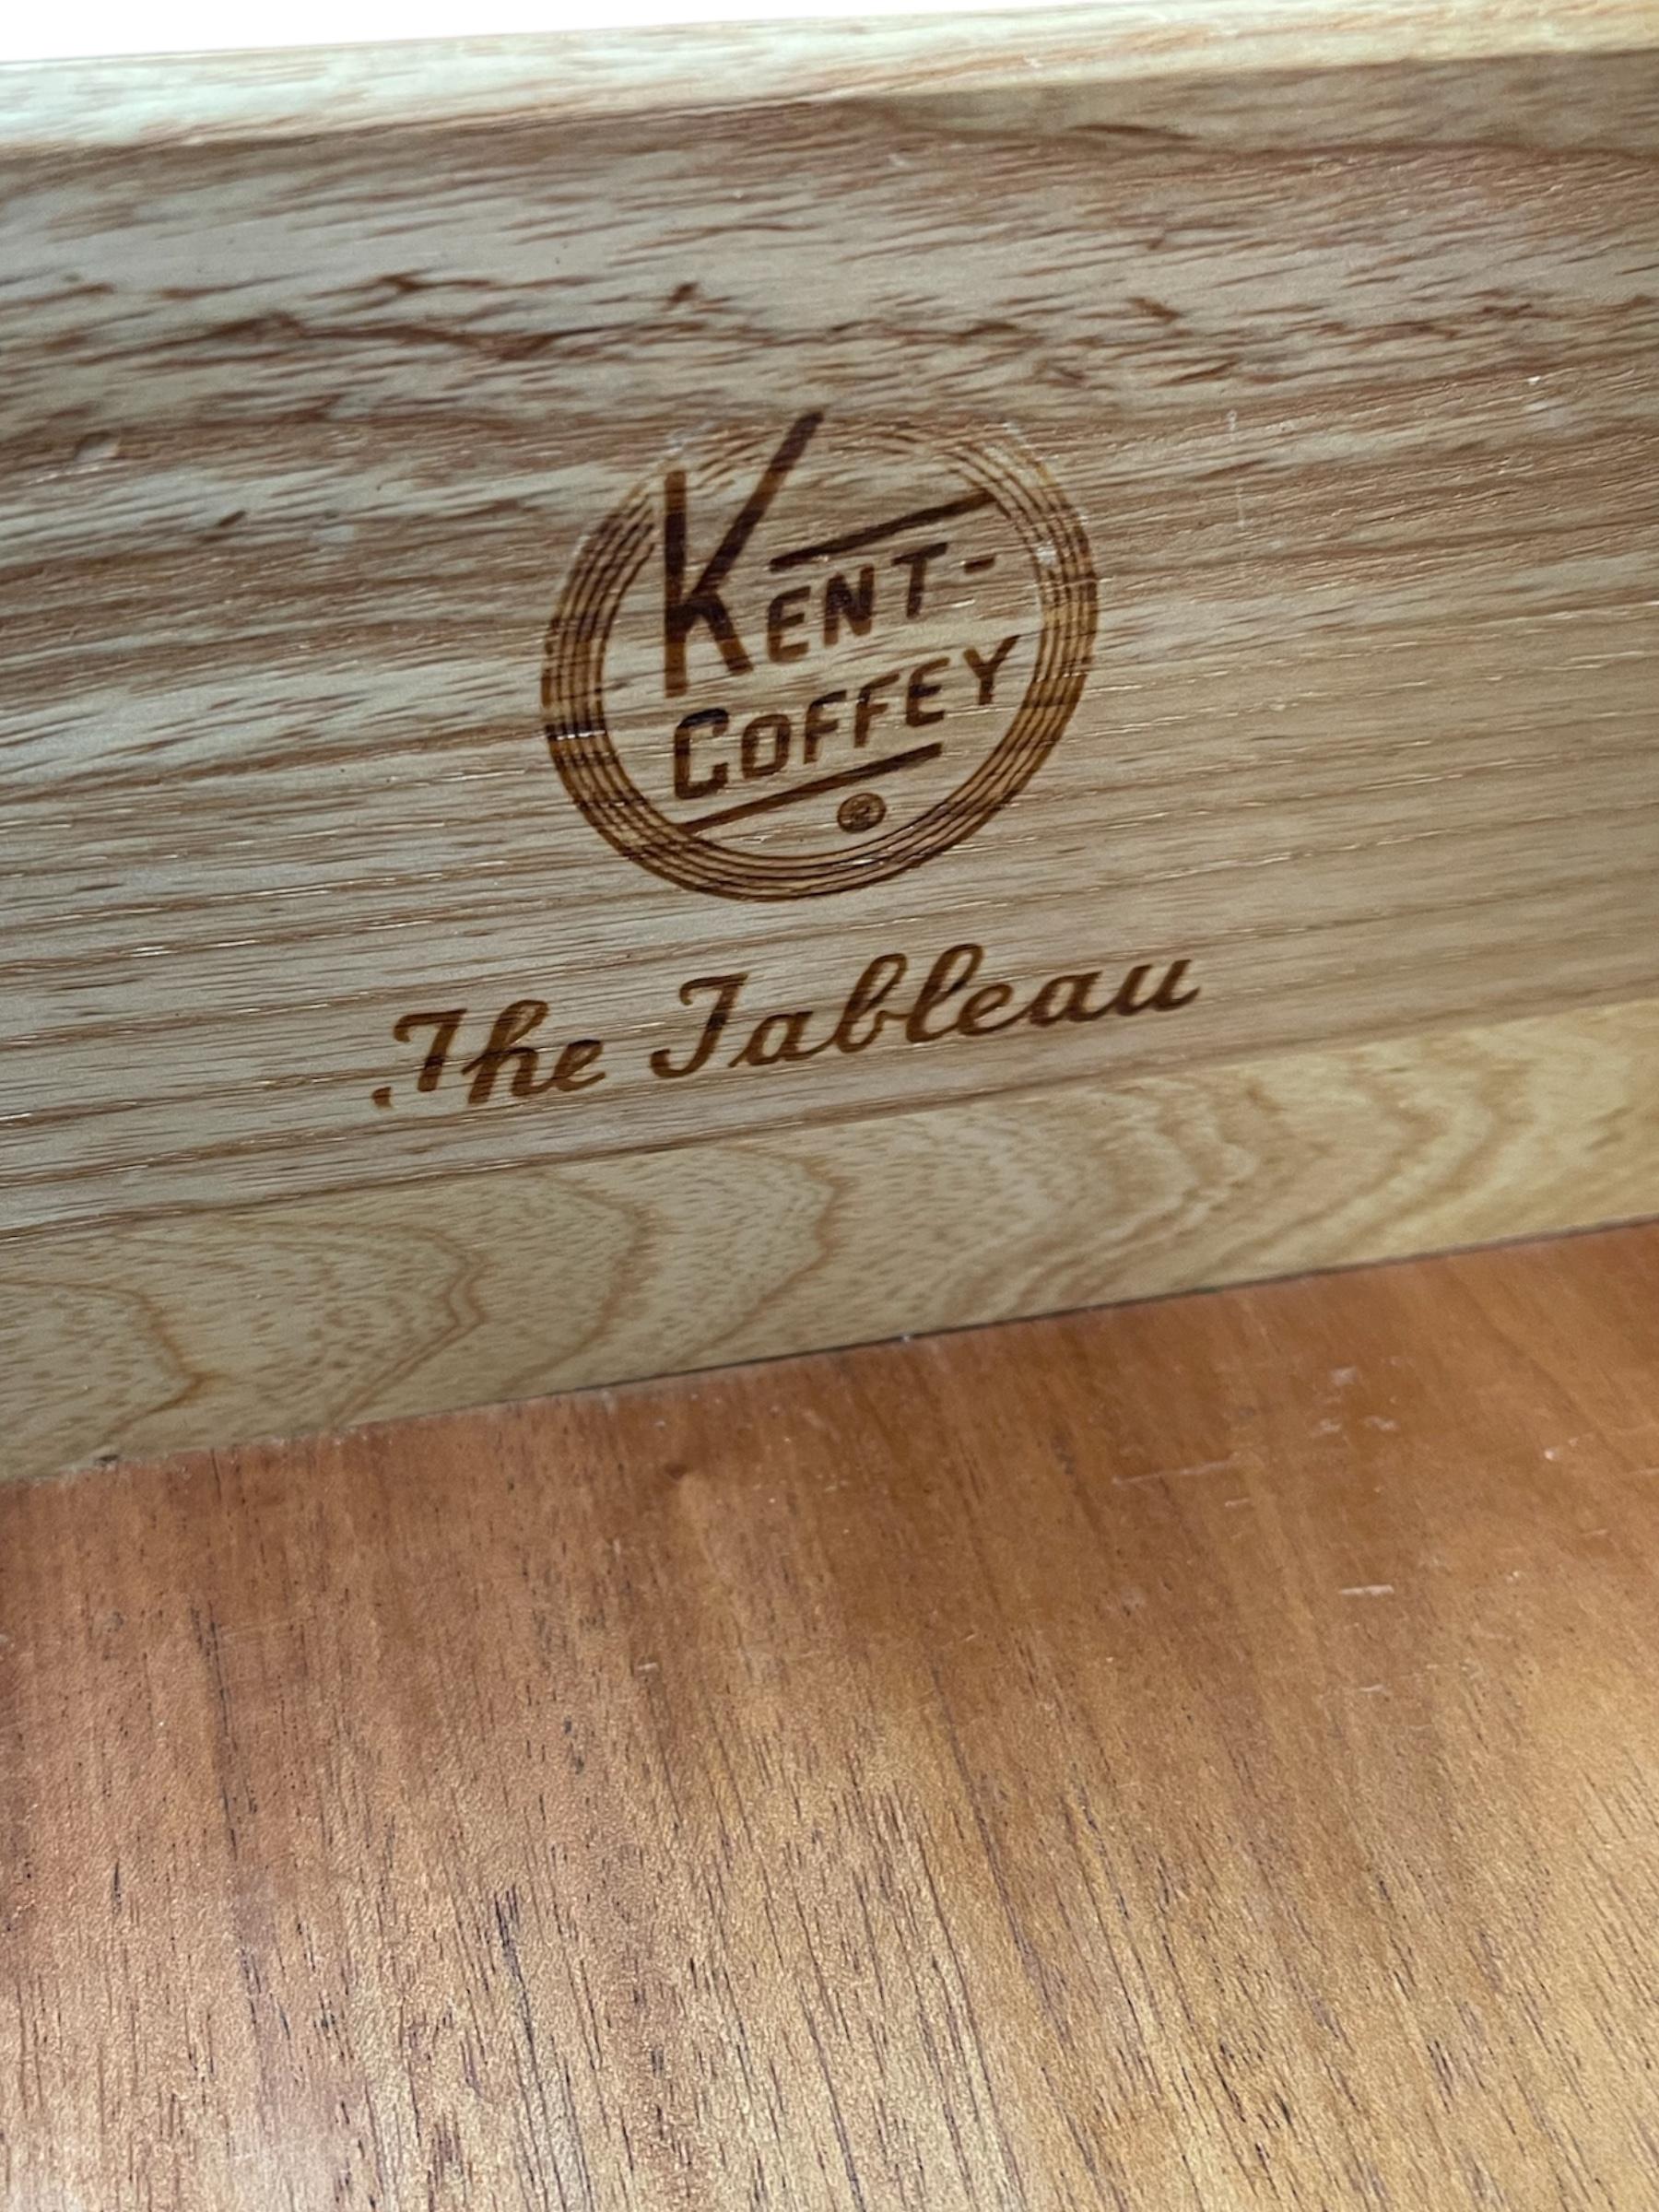 KENT-
COFFEY
®
The Tableau